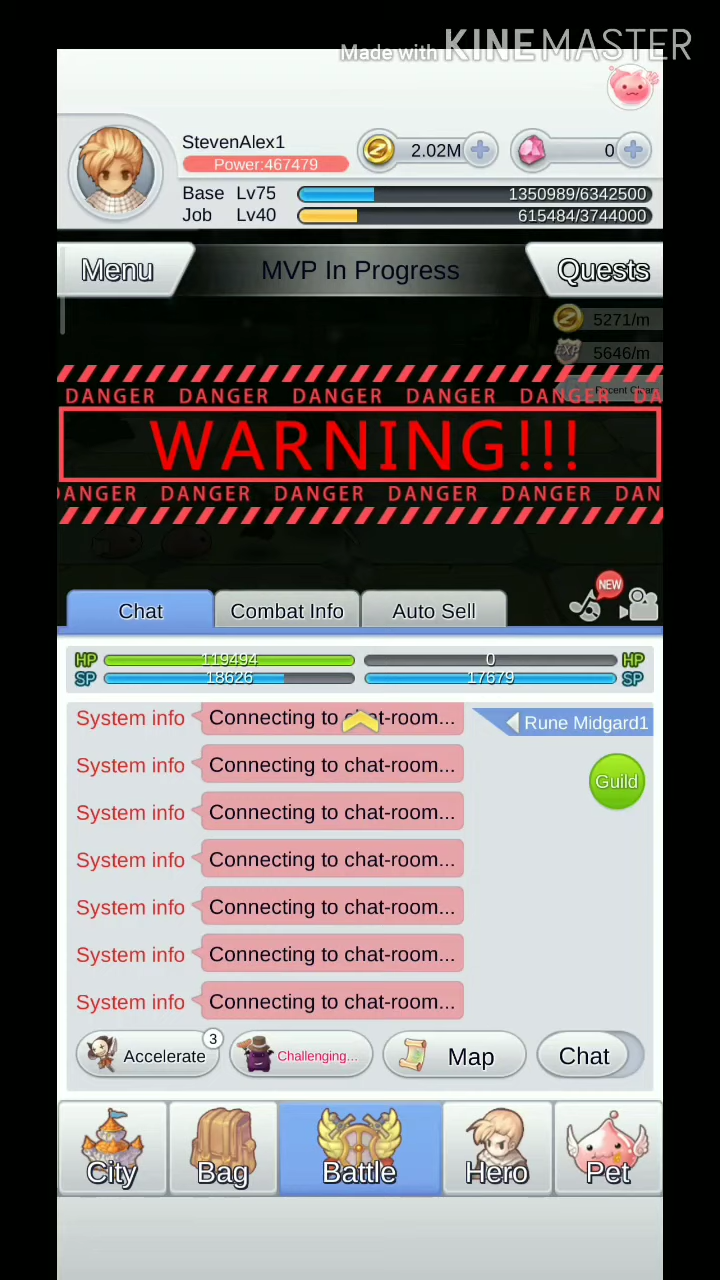 Made with KINEMASTER
StevenAlex1
Power:467479
2.02M
0
Base Lv75
1350989/6342500
Job Lv40
615484/3744000
Menu
MVP In Progress
Quests
5271/m
EXP
5646/m
Recent Clear
DANGER DANGER DANGER DANGER DANGER DA
WARNING!!!
DANGER DANGER DANGER DANGER DANGER DAN
Chat
Combat Info
Auto Sell
NEW
HP 119494
0 HP
SP 18626
17679 SP
System info Connecting to chat-room...
Rune Midgard1
System info Connecting to chat-room...
Guild
System info Connecting to chat-room...
System info Connecting to chat-room...
System info Connecting to chat-room...
System info Connecting to chat-room...
System info Connecting to chat-room...
Accelerate
3
Challenging...
Map
Chat
City
Bag
Battle
Hero
Pet